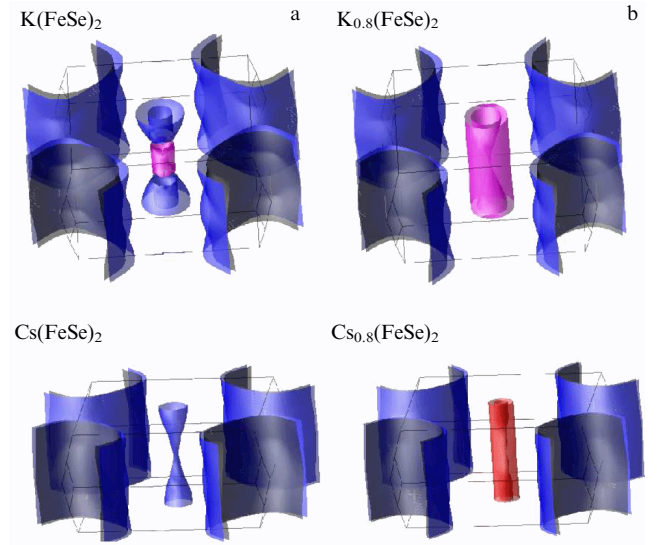 K(FeSe)₂ a
K₀.₈(FeSe)₂ b
Cs(FeSe)₂
Cs₀.₈(FeSe)₂